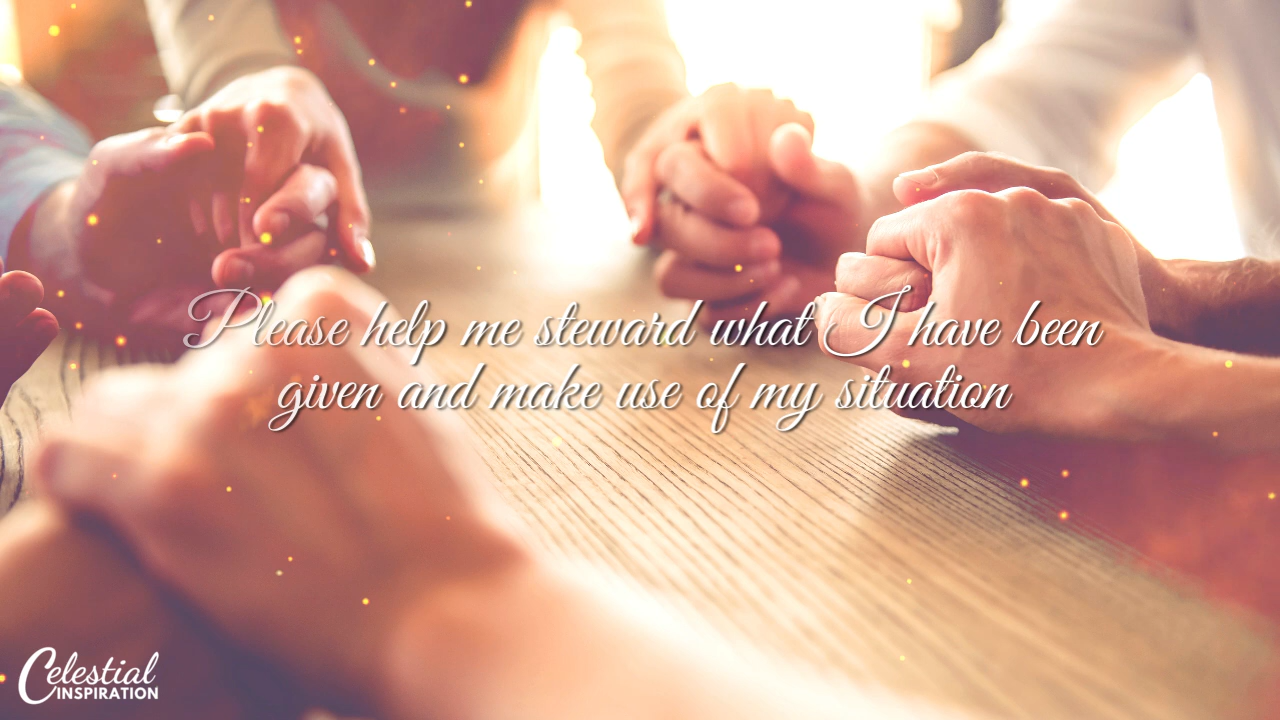 Please help me steward what I have been
given and make use of my situation
Celestial
INSPIRATION